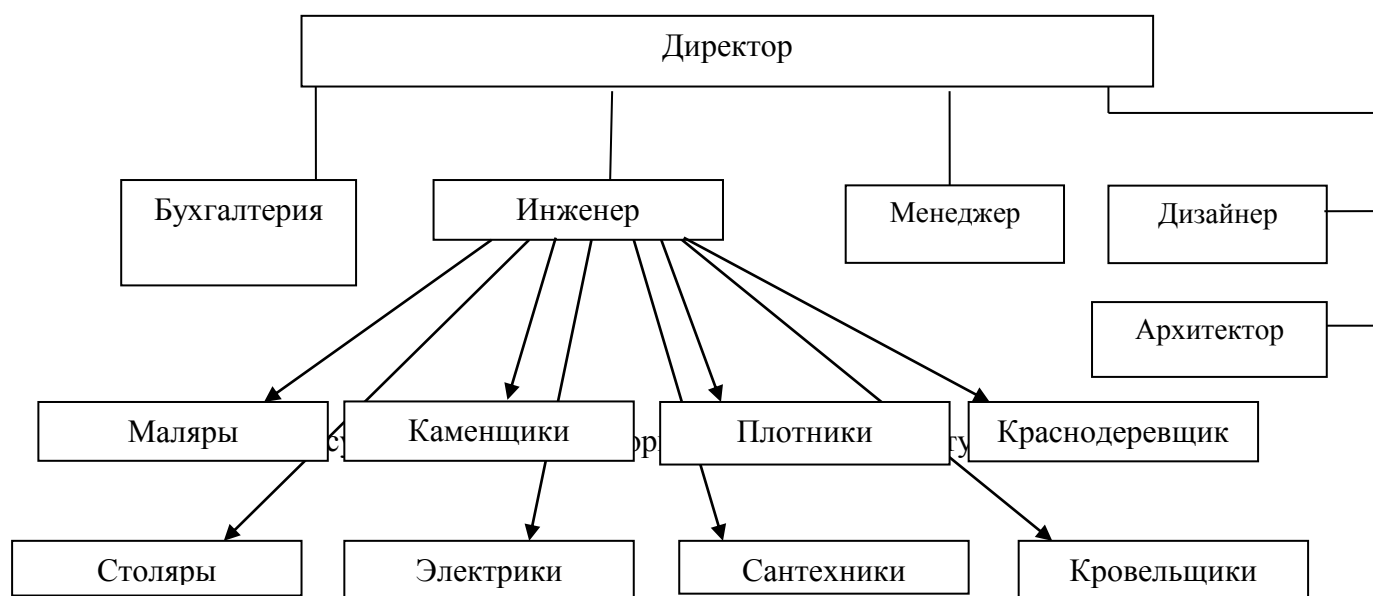 Директор
Бухгалтерия
Инженер
Менеджер
Дизайнер
Архитектор
Маляры
Каменщики
Плотники
Краснодеревщик
Столяры
Электрики
Сантехники
Кровельщики